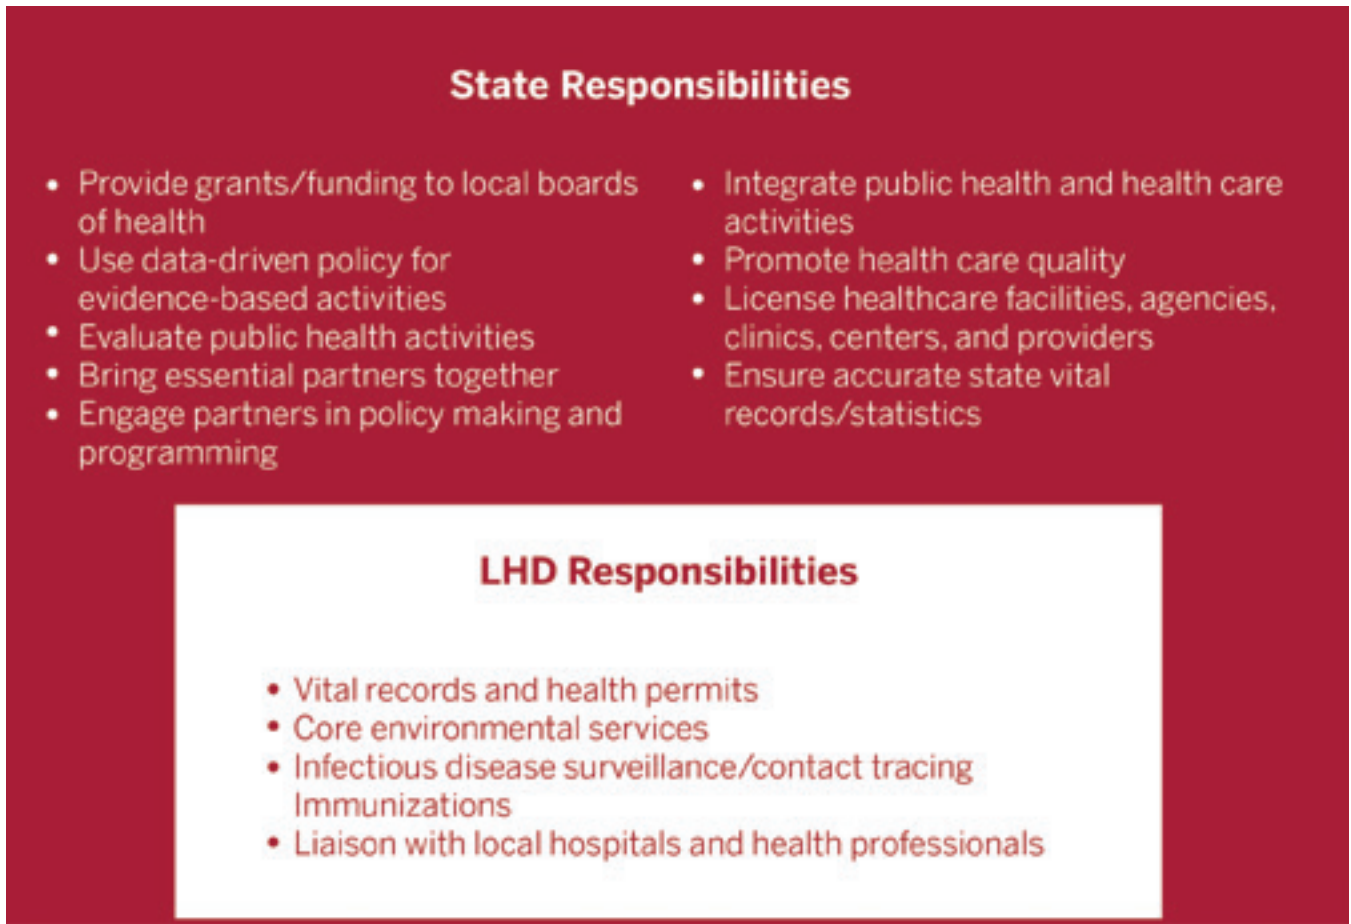 State Responsibilities
• Provide grants/funding to local boards
of health
• Use data-driven policy for
evidence-based activities
• Evaluate public health activities
• Bring essential partners together
• Engage partners in policy making and
programming
• Integrate public health and health care
activities
• Promote health care quality
• License healthcare facilities, agencies,
clinics, centers, and providers
• Ensure accurate state vital
records/statistics
LHD Responsibilities
• Vital records and health permits
• Core environmental services
• Infectious disease surveillance/contact tracing
Immunizations
• Liaison with local hospitals and health professionals